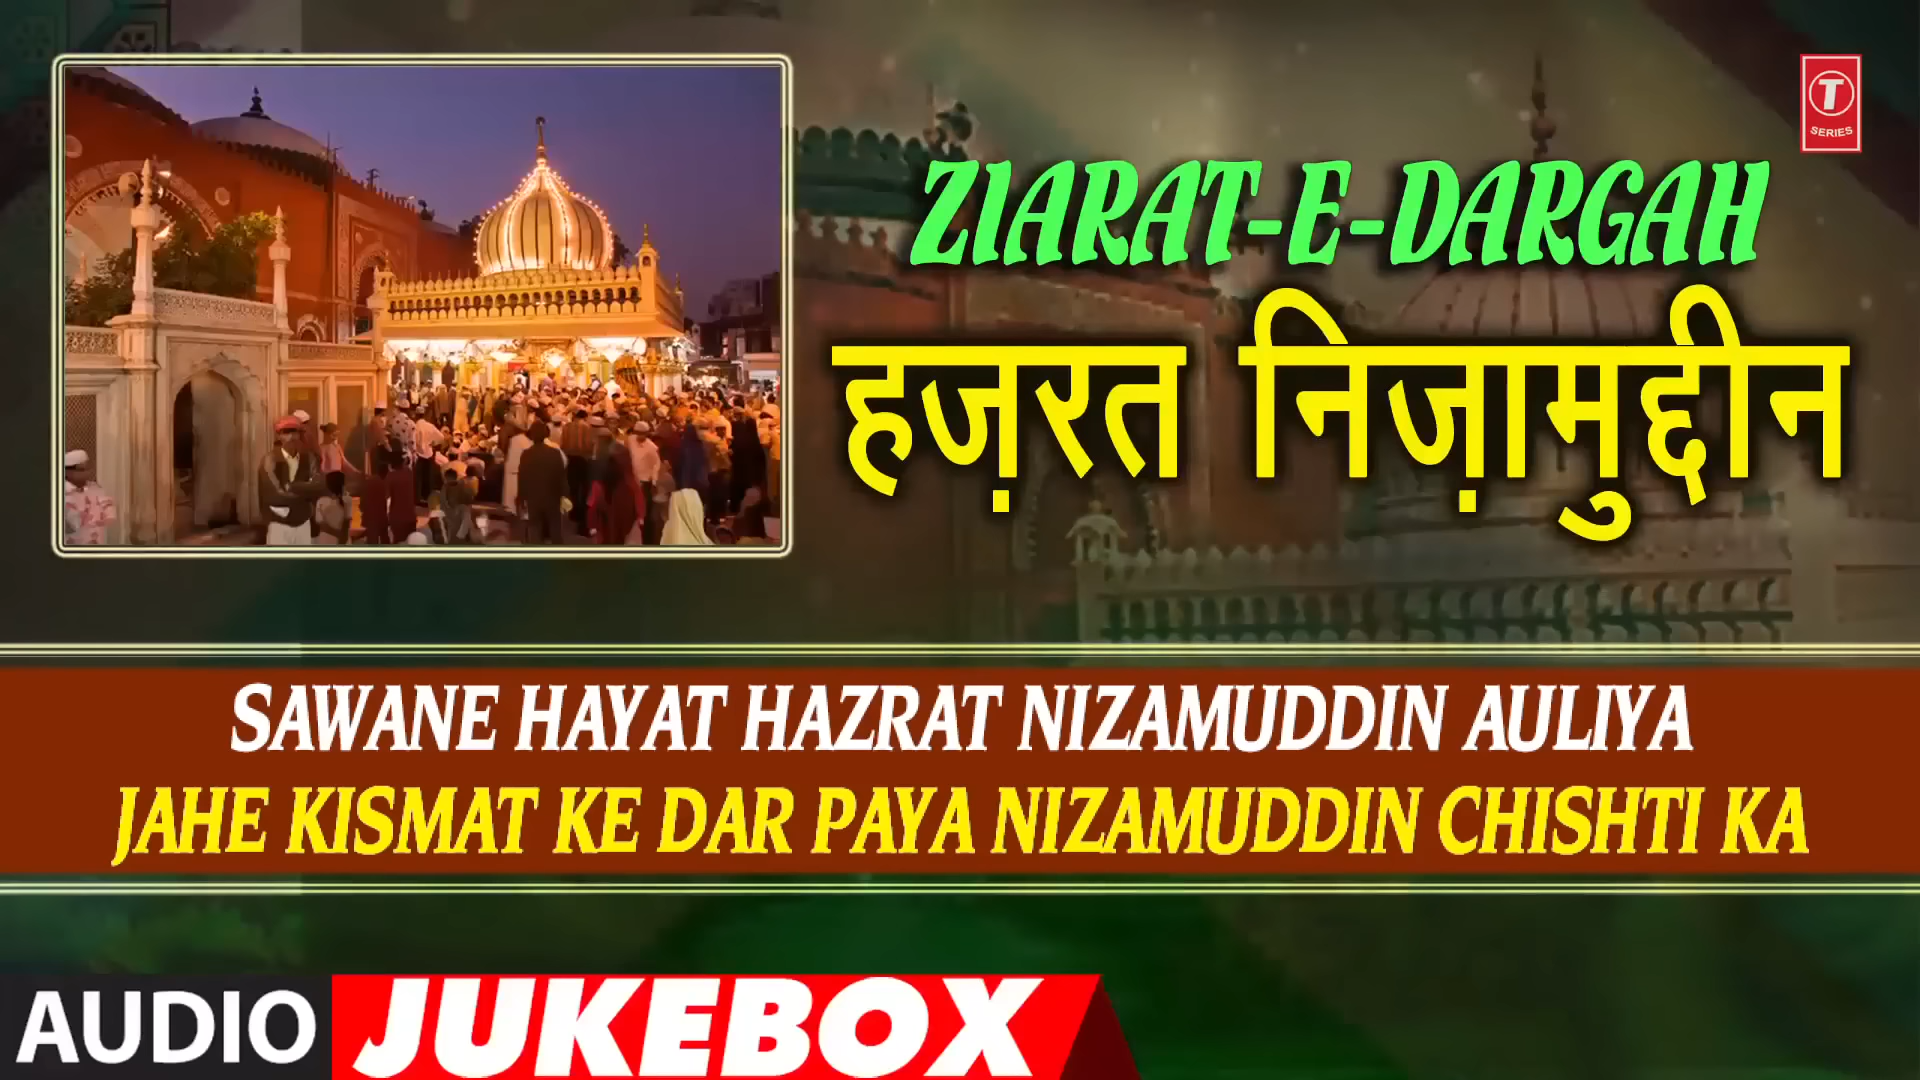 T
SERIES
ZIARAT-E-DARGAH
हज़रत निज़ामुद्दीन
SAWANE HAYAT HAZRAT NIZAMUDDIN AULIYA
JAHE KISMAT KE DAR PAYA NIZAMUDDIN CHISHTI KA
AUDIO JUKEBOX